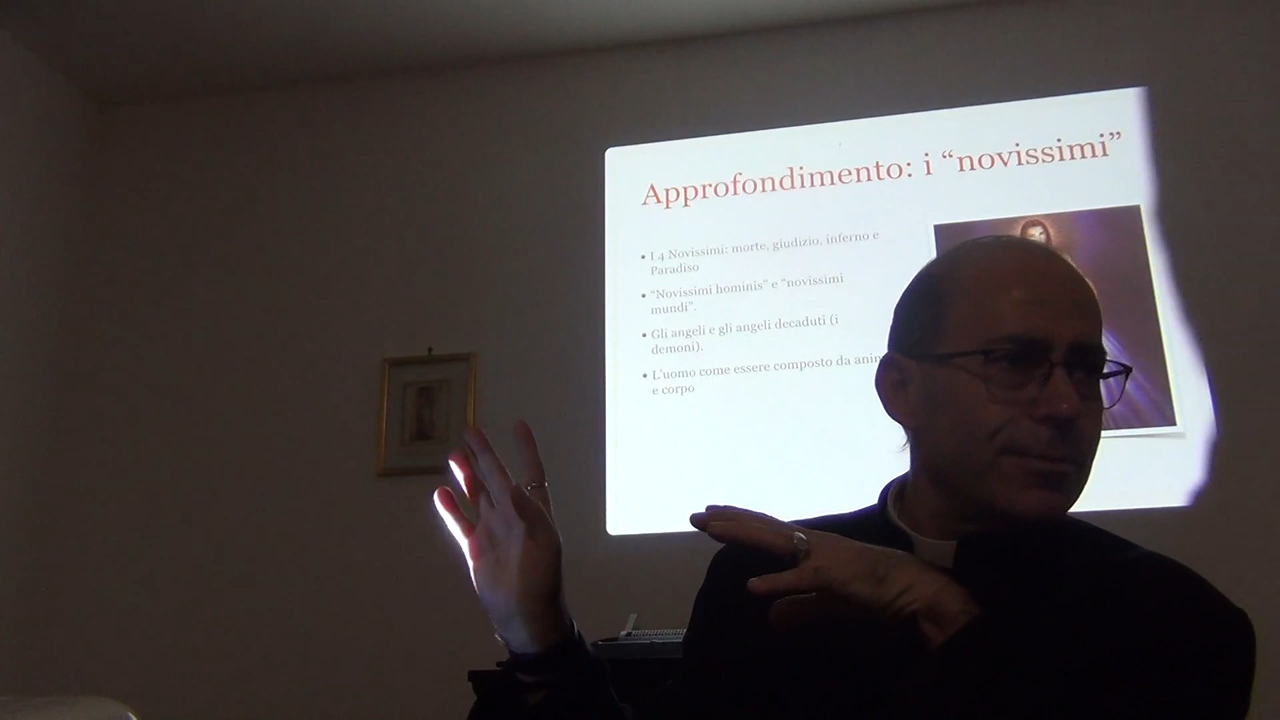 Approfondimento: i “novissimi”
• I 4 Novissimi: morte, giudizio, inferno e
Paradiso
• “Novissimi hominis” e “novissimi
mundi”.
• Gli angeli e gli angeli decaduti (i
demoni).
• L'uomo come essere composto da
e corpo